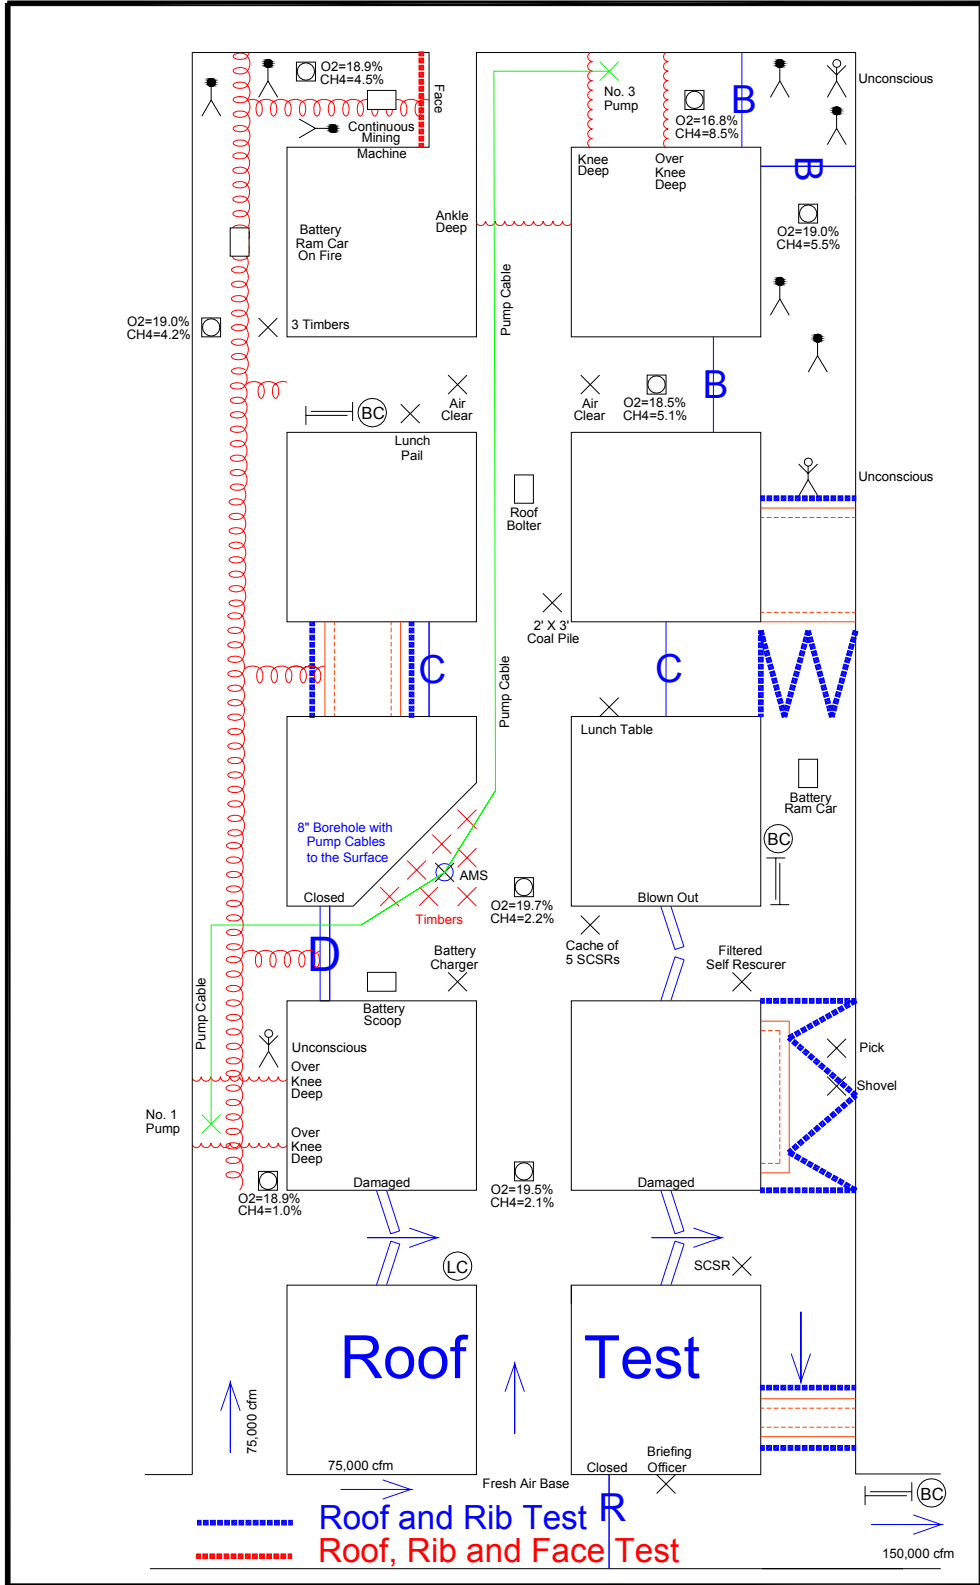 O2=18.9%
CH4=4.5%
Face
Continuous
Mining
Machine
No. 3
Pump
O2=16.8%
CH4=8.5%
B
Unconscious
Knee
Deep
Over
Knee
Deep
B
O2=19.0%
CH4=5.5%
Ankle
Deep
Battery
Ram Car
On Fire
Pump Cable
O2=19.0%
CH4=4.2%
3 Timbers
BC
Lunch
Pail
Air
Clear
Air
Clear
O2=18.5%
CH4=5.1%
B
Unconscious
Roof
Bolter
2' X 3'
Coal Pile
C
C
Pump Cable
Lunch Table
Battery
Ram Car
BC
8" Borehole with
Pump Cables
to the Surface
AMS
Closed
Timbers
O2=19.7%
CH4=2.2%
Blown Out
D
Battery
Charger
Cache of
5 SCSRs
Filtered
Self Rescurer
Pump Cable
Battery
Scoop
Unconscious
Over
Knee
Deep
Pick
Shovel
No. 1
Pump
Over
Knee
Deep
O2=18.9%
CH4=1.0%
Damaged
O2=19.5%
CH4=2.1%
Damaged
LC
SCSR
Roof Test
75,000 cfm
75,000 cfm
Fresh Air Base
Closed
Briefing
Officer
R
BC
150,000 cfm
Roof and Rib Test
Roof, Rib and Face Test